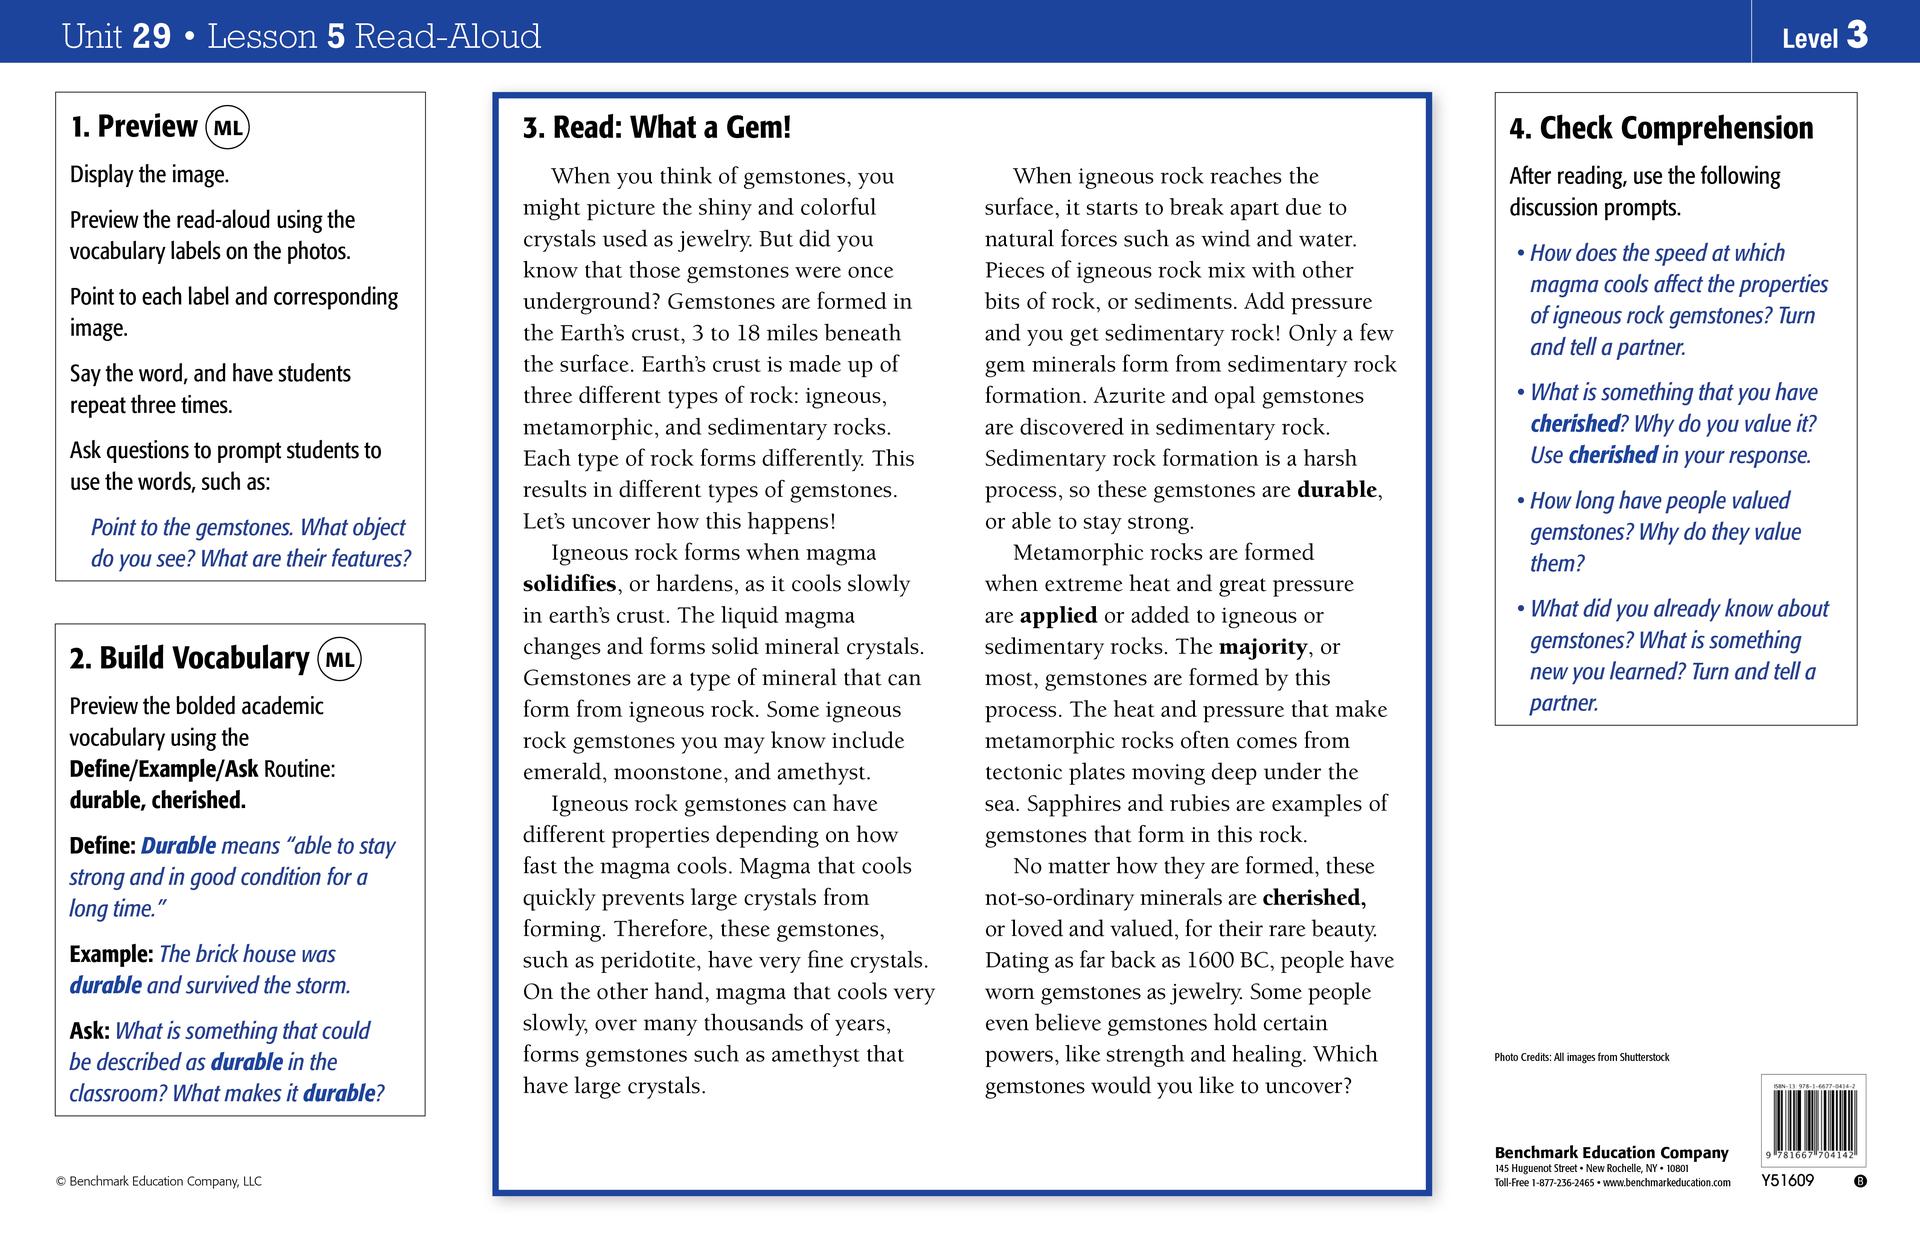 Unit 29 • Lesson 5 Read-Aloud
Level 3
1. Preview ML
Display the image.
Preview the read-aloud using the
vocabulary labels on the photos.
Point to each label and corresponding
image.
Say the word, and have students
repeat three times.
Ask questions to prompt students to
use the words, such as:
Point to the gemstones. What object
do you see? What are their features?
2. Build Vocabulary ML
Preview the bolded academic
vocabulary using the
Define/Example/Ask Routine:
durable, cherished.
Define: Durable means “able to stay
strong and in good condition for a
long time.”
Example: The brick house was
durable and survived the storm.
Ask: What is something that could
be described as durable in the
classroom? What makes it durable?
© Benchmark Education Company, LLC
3. Read: What a Gem!
When you think of gemstones, you
might picture the shiny and colorful
crystals used as jewelry. But did you
know that those gemstones were once
underground? Gemstones are formed in
the Earth’s crust, 3 to 18 miles beneath
the surface. Earth’s crust is made up of
three different types of rock: igneous,
metamorphic, and sedimentary rocks.
Each type of rock forms differently. This
results in different types of gemstones.
Let’s uncover how this happens!
Igneous rock forms when magma
solidifies, or hardens, as it cools slowly
in earth’s crust. The liquid magma
changes and forms solid mineral crystals.
Gemstones are a type of mineral that can
form from igneous rock. Some igneous
rock gemstones you may know include
emerald, moonstone, and amethyst.
Igneous rock gemstones can have
different properties depending on how
fast the magma cools. Magma that cools
quickly prevents large crystals from
forming. Therefore, these gemstones,
such as peridotite, have very fine crystals.
On the other hand, magma that cools very
slowly, over many thousands of years,
forms gemstones such as amethyst that
have large crystals.
When igneous rock reaches the
surface, it starts to break apart due to
natural forces such as wind and water.
Pieces of igneous rock mix with other
bits of rock, or sediments. Add pressure
and you get sedimentary rock! Only a few
gem minerals form from sedimentary rock
formation. Azurite and opal gemstones
are discovered in sedimentary rock.
Sedimentary rock formation is a harsh
process, so these gemstones are durable,
or able to stay strong.
Metamorphic rocks are formed
when extreme heat and great pressure
are applied or added to igneous or
sedimentary rocks. The majority, or
most, gemstones are formed by this
process. The heat and pressure that make
metamorphic rocks often comes from
tectonic plates moving deep under the
sea. Sapphires and rubies are examples of
gemstones that form in this rock.
No matter how they are formed, these
not-so-ordinary minerals are cherished,
or loved and valued, for their rare beauty.
Dating as far back as 1600 BC, people have
worn gemstones as jewelry. Some people
even believe gemstones hold certain
powers, like strength and healing. Which
gemstones would you like to uncover?
4. Check Comprehension
After reading, use the following
discussion prompts.
• How does the speed at which
magma cools affect the properties
of igneous rock gemstones? Turn
and tell a partner.
• What is something that you have
cherished? Why do you value it?
Use cherished in your response.
• How long have people valued
gemstones? Why do they value
them?
• What did you already know about
gemstones? What is something
new you learned? Turn and tell a
partner.
Photo Credits: All images from Shutterstock
Benchmark Education Company
145 Huguenot Street • New Rochelle, NY • 10801
Toll-Free 1-877-236-2465 • www.benchmarkeducation.com
ISBN-13: 978-1-6677-0414-2
9 781667 704142
Y51609
B